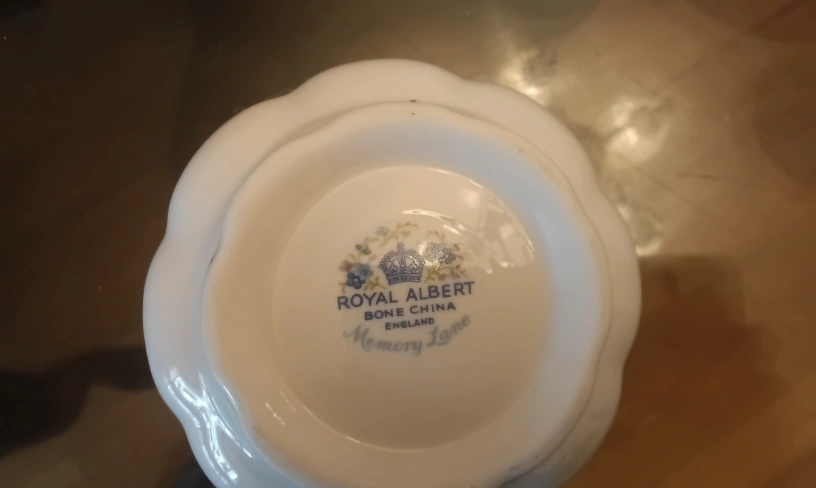 ROYAL ALBERT
BONE CHINA
ENGLAND
Memory Lane